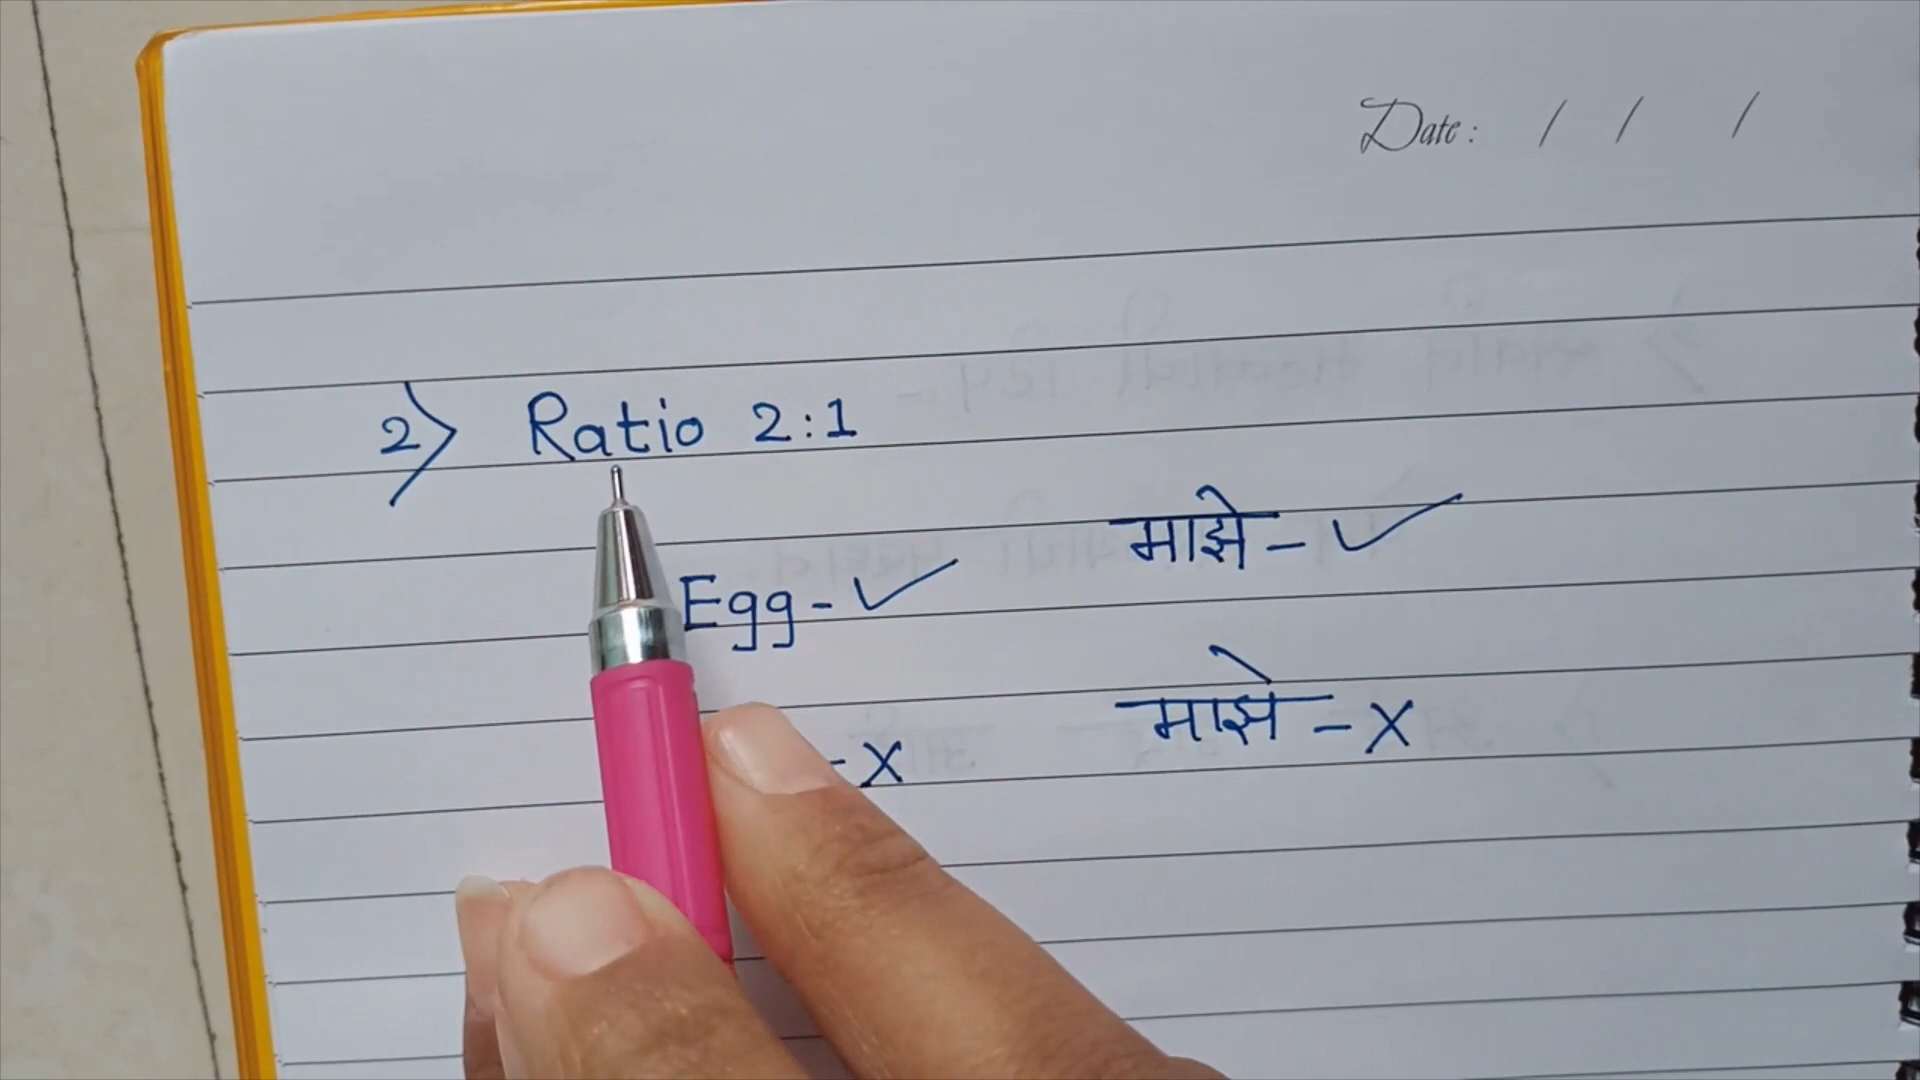 Date: / / /
2) Ratio 2:1
Egg - ✓ माझे - ✓
- X माझे - X